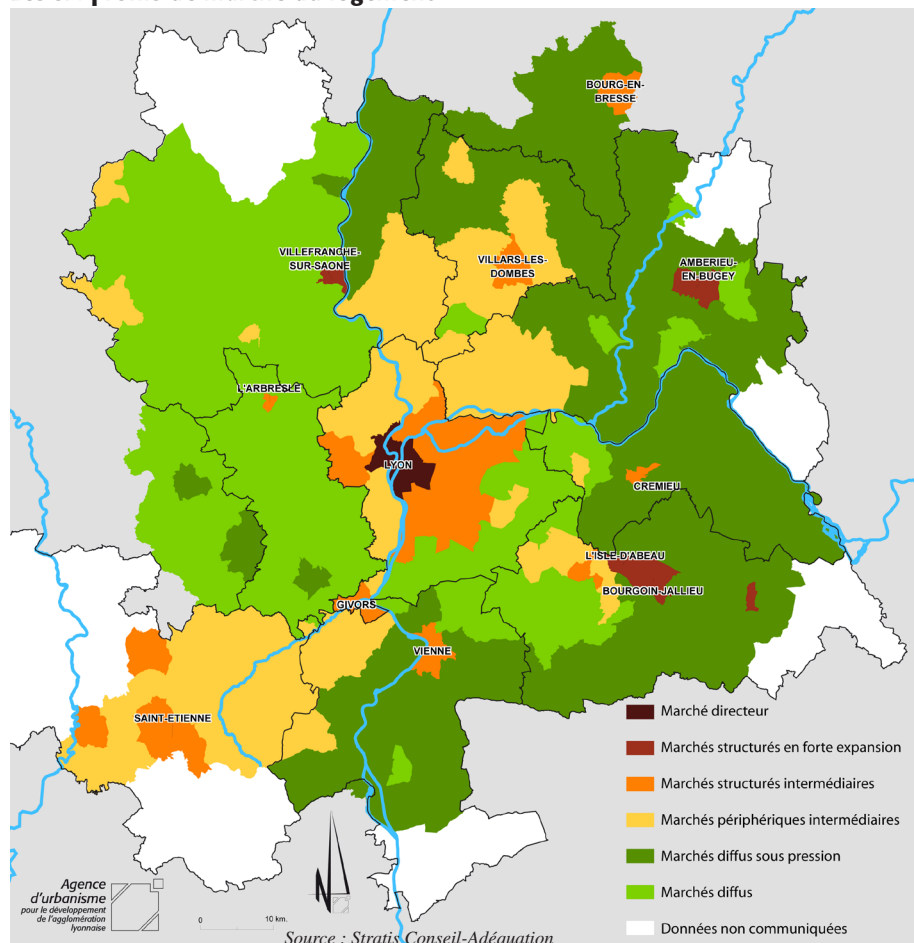 BOURG-EN-
BRESSE
VILLEFRANCHE-
SUR-SAONE
VILLARS-LES-
DOMBES
AMBERIEU-
EN-BUGEY
L'ARBRESLE
LYON
CREMIEU
L'ISLE-D'ABEAU
BOURGOIN-JALLIEU
GIVORS
VIENNE
SAINT-ETIENNE
Marché directeur
Marchés structurés en forte expansion
Marchés structurés intermédiaires
Marchés périphériques intermédiaires
Marchés diffus sous pression
Marchés diffus
Données non communiquées
Agence
d'urbanisme
pour le développement
de l'agglomération
lyonnaise
N
0 10 km.
Source : Stratis Conseil-Adéquation